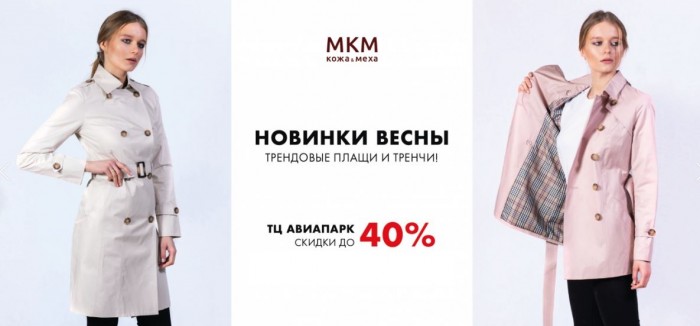 МКМ
кожа&меха
НОВИНКИ ВЕСНЫ
ТРЕНДОВЫЕ ПЛАЩИ И ТРЕНЧИ!
ТЦ АВИАПАРК
СКИДКИ ДО 40%